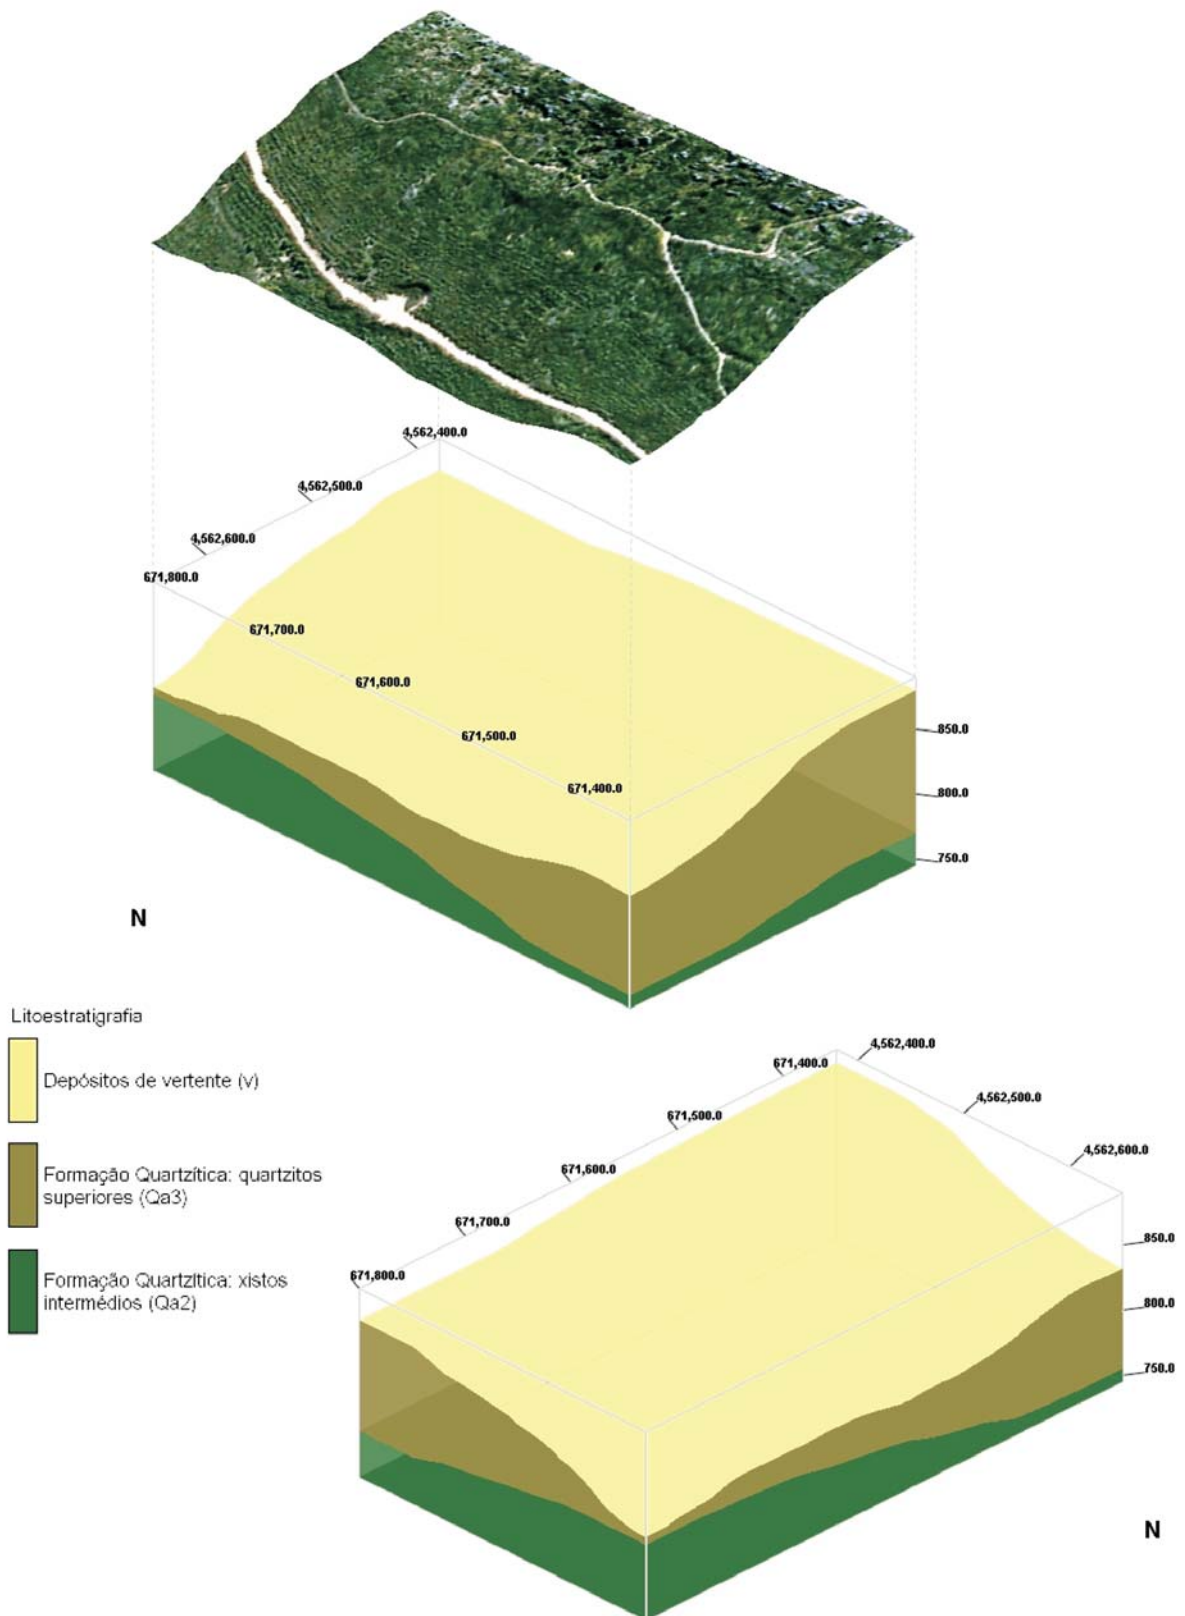 4,562,400.0
4,562,500.0
4,562,600.0
671,800.0
671,700.0
671,600.0
671,500.0
671,400.0
850.0
800.0
750.0
N
Litoestratigrafia
Depósitos de vertente (v)
Formação Quartzítica: quartzitos
superiores (Qa3)
Formação Quartzítica: xistos
intermédios (Qa2)
4,562,400.0
671,400.0
4,562,500.0
671,500.0
4,562,600.0
671,600.0
671,700.0
671,800.0
850.0
800.0
750.0
N